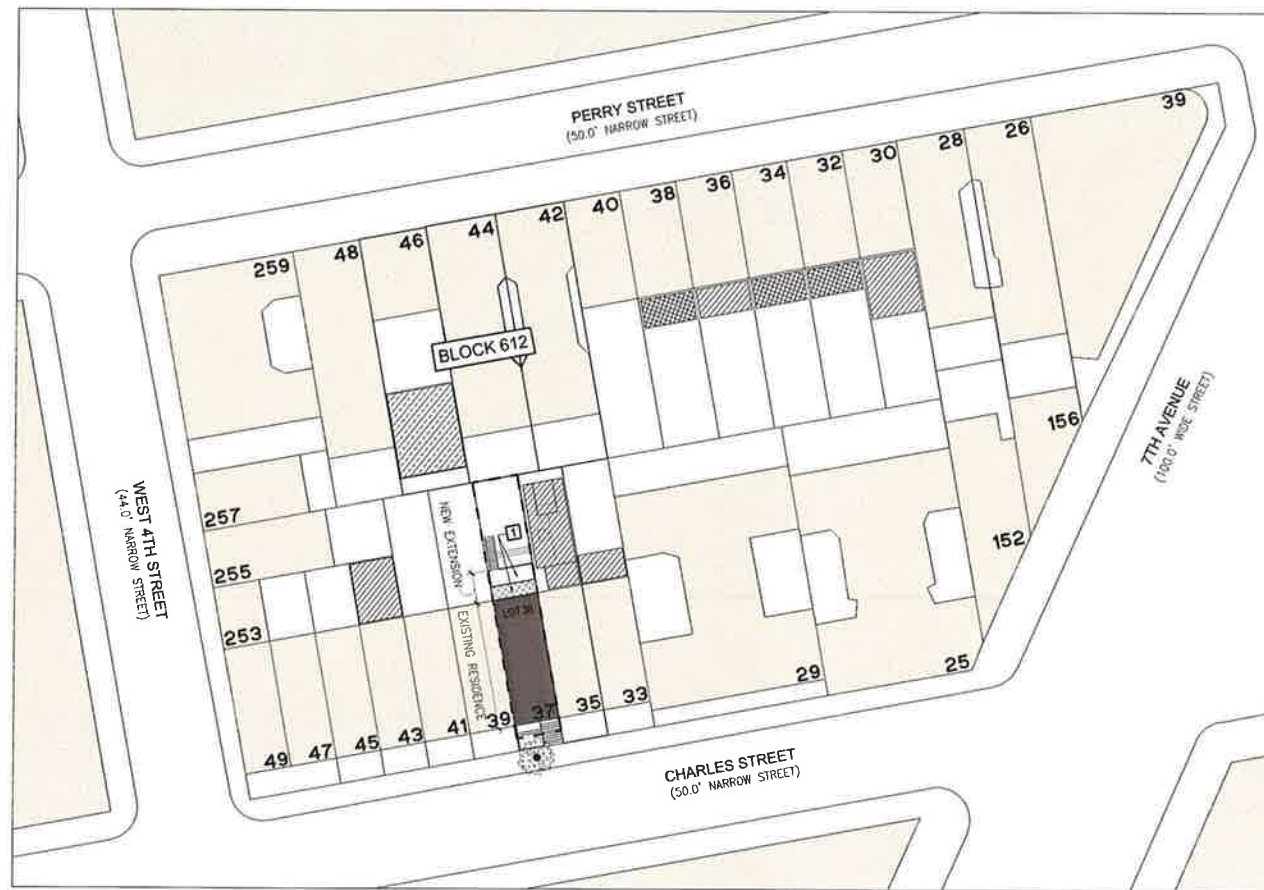 PERRY STREET
(50.0' NARROW STREET)
39
26
28
30
32
34
36
38
40
42
44
46
48
259
BLOCK 612
7TH AVENUE
(100.0' WIDE STREET)
156
WEST 4TH STREET
(44.0' NARROW STREET)
257
NEW EXTENSION
1
152
255
253
EXISTING RESIDENCE
29
25
33
35
37
39
41
43
45
47
49
CHARLES STREET
(50.0' NARROW STREET)